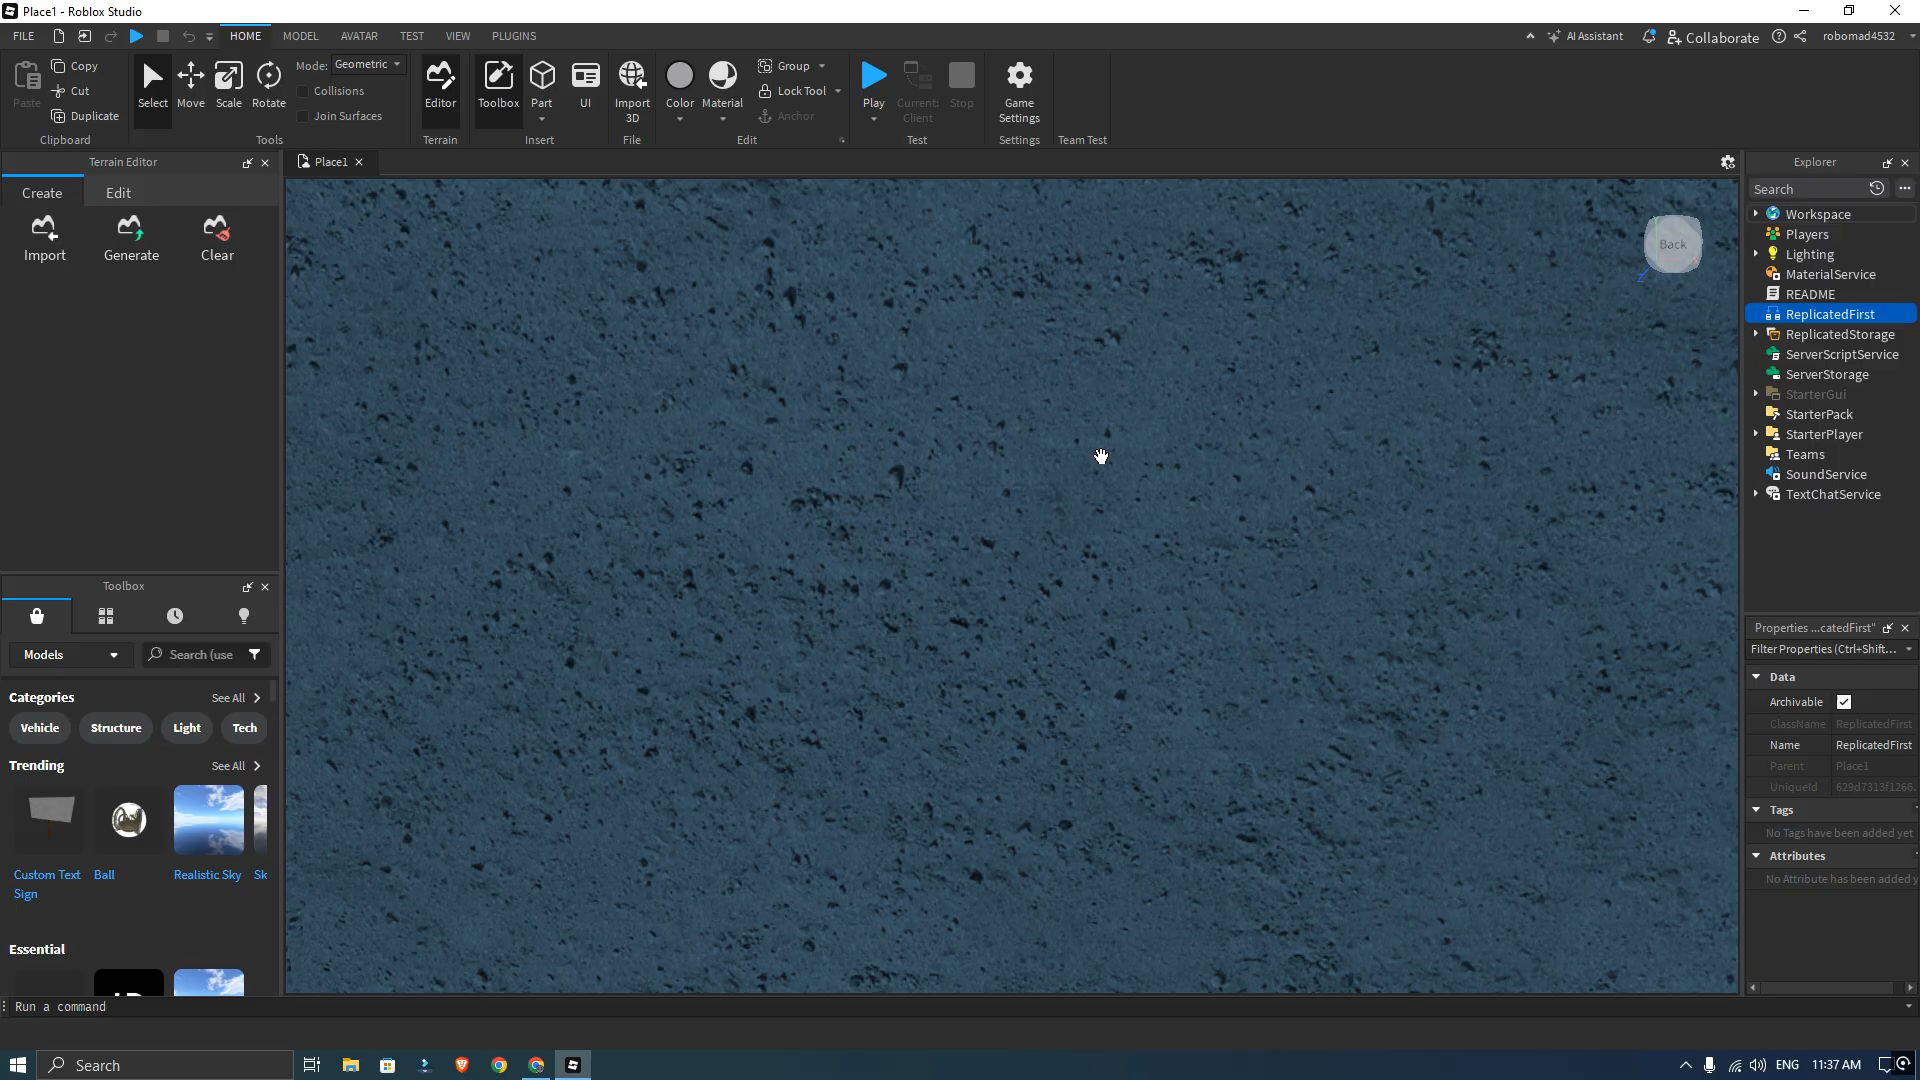 Place1 - Roblox Studio
FILE HOME MODEL AVATAR TEST VIEW PLUGINS AI Assistant Collaborate robomad4532
Paste Copy Cut Duplicate Clipboard
Select Move Scale Rotate Mode: Geometric Collisions Join Surfaces Tools
Editor Terrain
Toolbox Part UI Insert
Import 3D File
Color Material Group Lock Tool Anchor Edit
Play Current: Client Stop Test
Game Settings Settings Team Test
Terrain Editor
Create Edit
Import Generate Clear
Place1
Back
Toolbox
Models Search (use
Categories See All
Vehicle Structure Light Tech
Trending See All
Custom Text Sign Ball Realistic Sky Sk
Essential
Explorer
Search
Workspace
Players
Lighting
MaterialService
README
ReplicatedFirst
ReplicatedStorage
ServerScriptService
ServerStorage
StarterGui
StarterPack
StarterPlayer
Teams
SoundService
TextChatService
Properties ...catedFirst"
Filter Properties (Ctrl+Shift...
Data
Archivable
ClassName ReplicatedFirst
Name ReplicatedFirst
Parent Place1
UniqueId 629d7313f1266.
Tags
No Tags have been added yet
Attributes
No Attribute has been added y
Run a command
Search ENG 11:37 AM